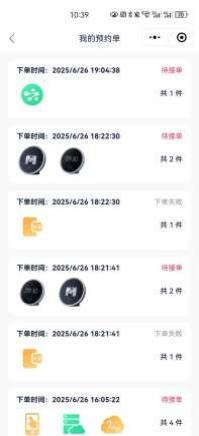 10:39
我的预约单
下单时间：2025/6/26 19:04:38 待接单
共 1 件
下单时间：2025/6/26 18:22:30 待接单
共 2 件
下单时间：2025/6/26 18:22:30 下单失败
共 1 件
下单时间：2025/6/26 18:21:41 待接单
共 2 件
下单时间：2025/6/26 18:21:41 下单失败
共 1 件
下单时间：2025/6/26 16:05:22 待接单
共 4 件